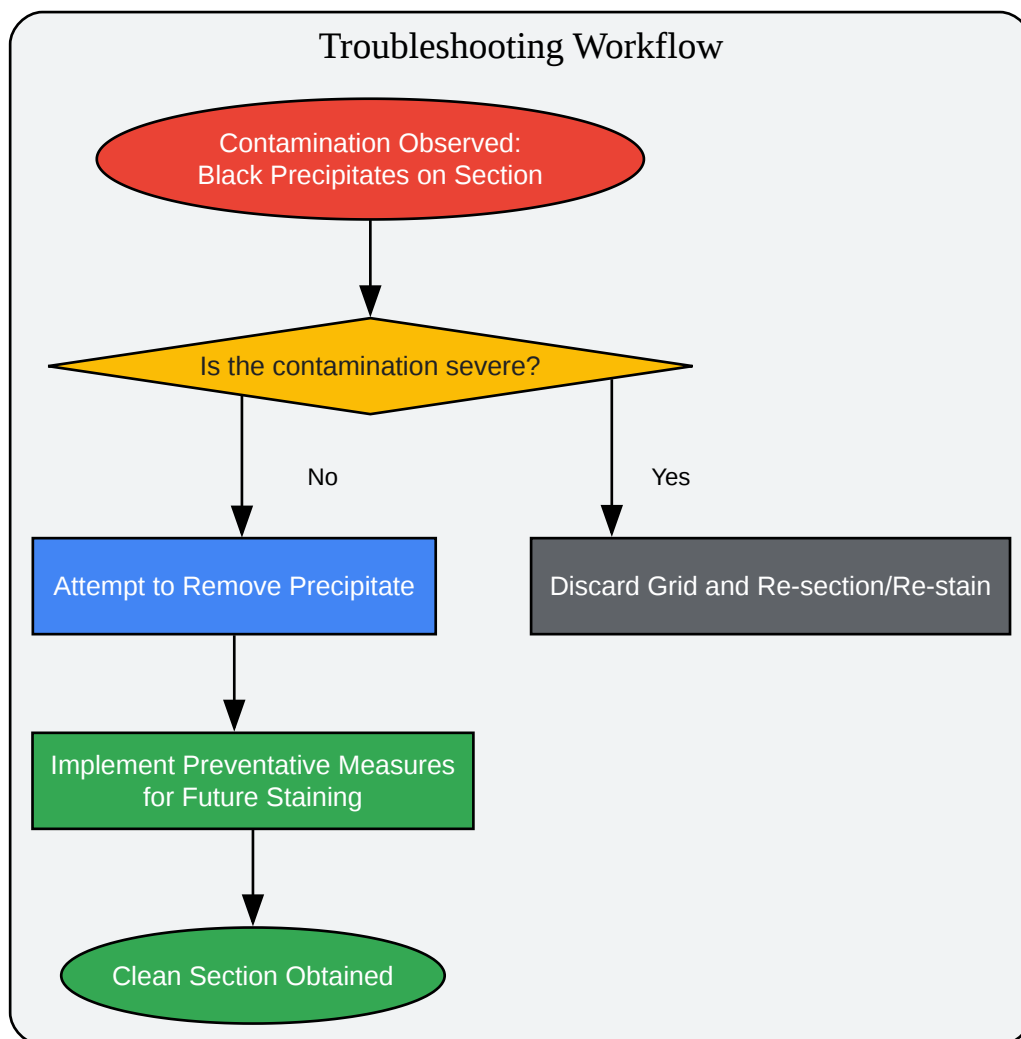 Troubleshooting Workflow
Contamination Observed:
Black Precipitates on Section
Is the contamination severe?
No
Yes
Attempt to Remove Precipitate
Discard Grid and Re-section/Re-stain
Implement Preventative Measures
for Future Staining
Clean Section Obtained